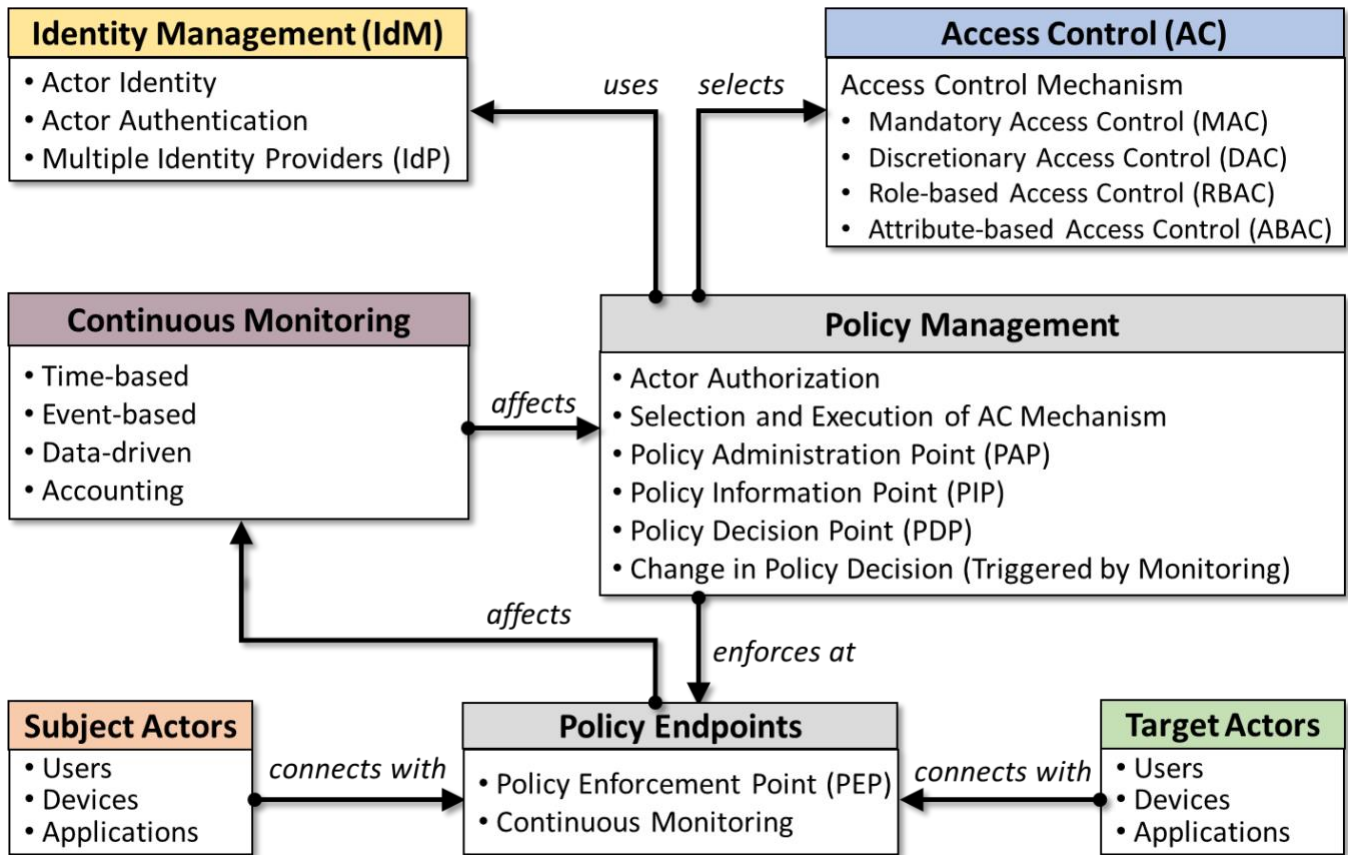 Identity Management (IdM)
• Actor Identity
• Actor Authentication
• Multiple Identity Providers (IdP)
uses
selects
Access Control (AC)
Access Control Mechanism
• Mandatory Access Control (MAC)
• Discretionary Access Control (DAC)
• Role-based Access Control (RBAC)
• Attribute-based Access Control (ABAC)
Continuous Monitoring
• Time-based
• Event-based
• Data-driven
• Accounting
affects
Policy Management
• Actor Authorization
• Selection and Execution of AC Mechanism
• Policy Administration Point (PAP)
• Policy Information Point (PIP)
• Policy Decision Point (PDP)
• Change in Policy Decision (Triggered by Monitoring)
affects
enforces at
Subject Actors
• Users
• Devices
• Applications
connects with
Policy Endpoints
• Policy Enforcement Point (PEP)
• Continuous Monitoring
connects with
Target Actors
• Users
• Devices
• Applications